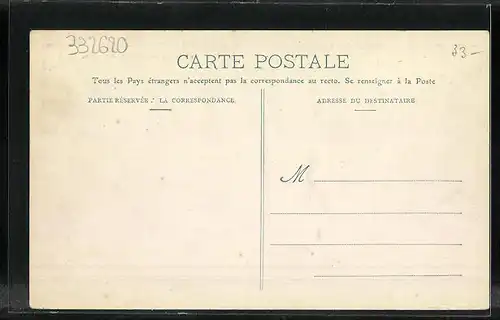 332620
33-
CARTE POSTALE
Tous les Pays étrangers n'acceptent pas la correspondance au recto. Se renseigner à la Poste
PARTIE RÉSERVÉE A LA CORRESPONDANCE
ADRESSE DU DESTINATAIRE
M